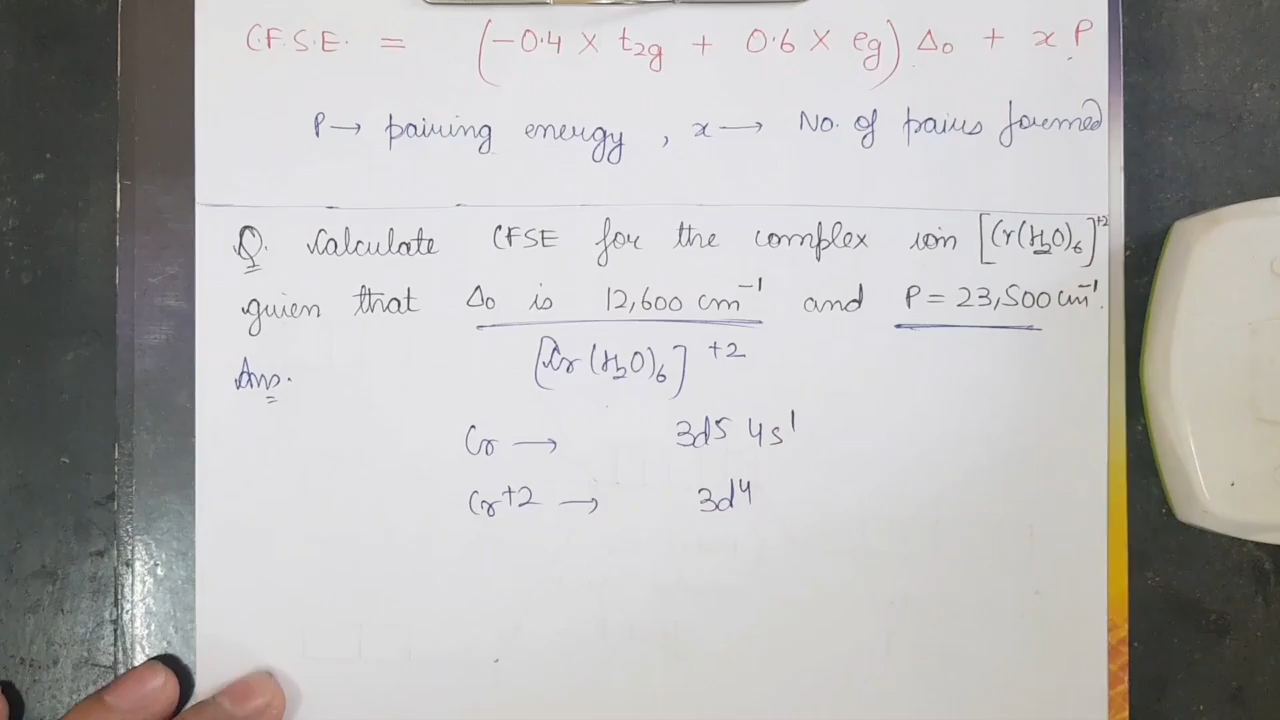 C.F.S.E. = (-0.4 X t₂g + 0.6 X eg) Δ₀ + x P
P → pairing energy , x → No. of pairs formed
Q. Calculate CFSE for the complex ion [Cr(H₂O)₆]⁺²
given that Δ₀ is 12,600 cm⁻¹ and P = 23,500 cm⁻¹.
Ans. [Cr(H₂O)₆]⁺²
Cr → 3d⁵ 4s¹
Cr⁺² → 3d⁴